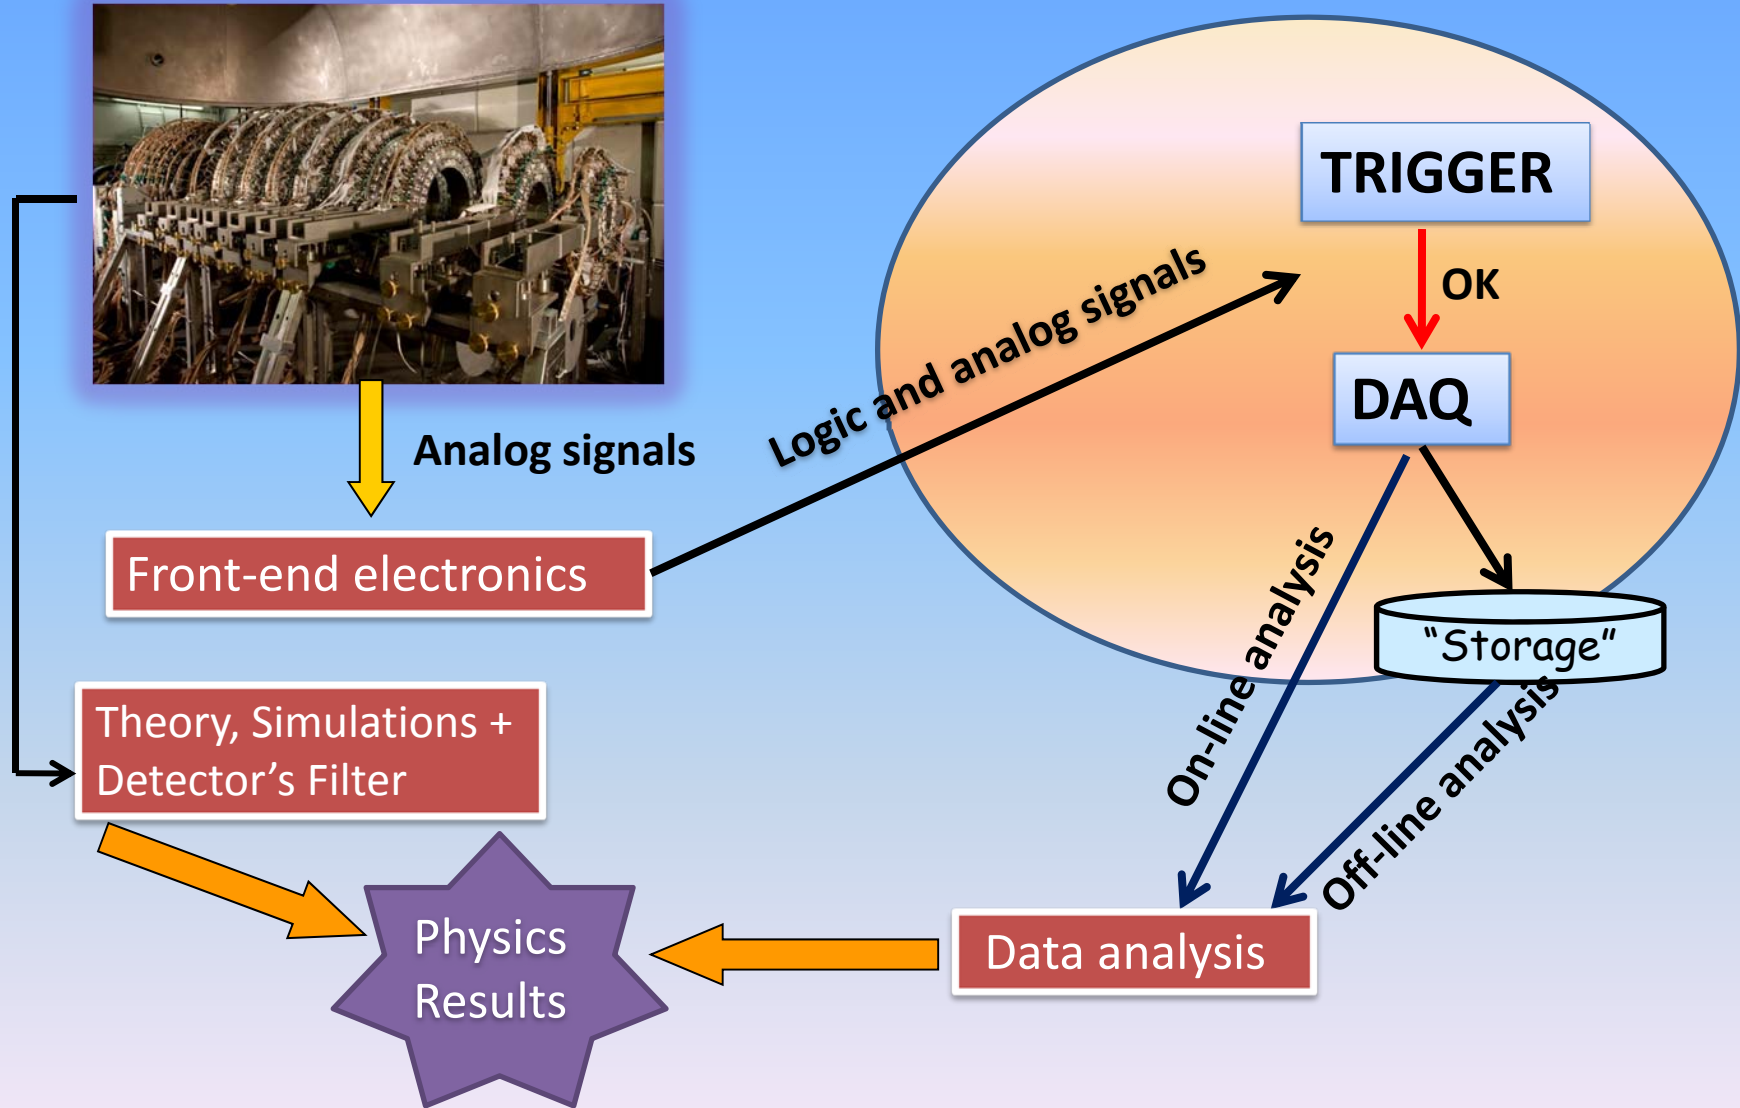 TRIGGER
OK
DAQ
Logic and analog signals
Analog signals
Front-end electronics
On-line analysis
"Storage"
Off-line analysis
Theory, Simulations +
Detector’s Filter
Physics
Results
Data analysis